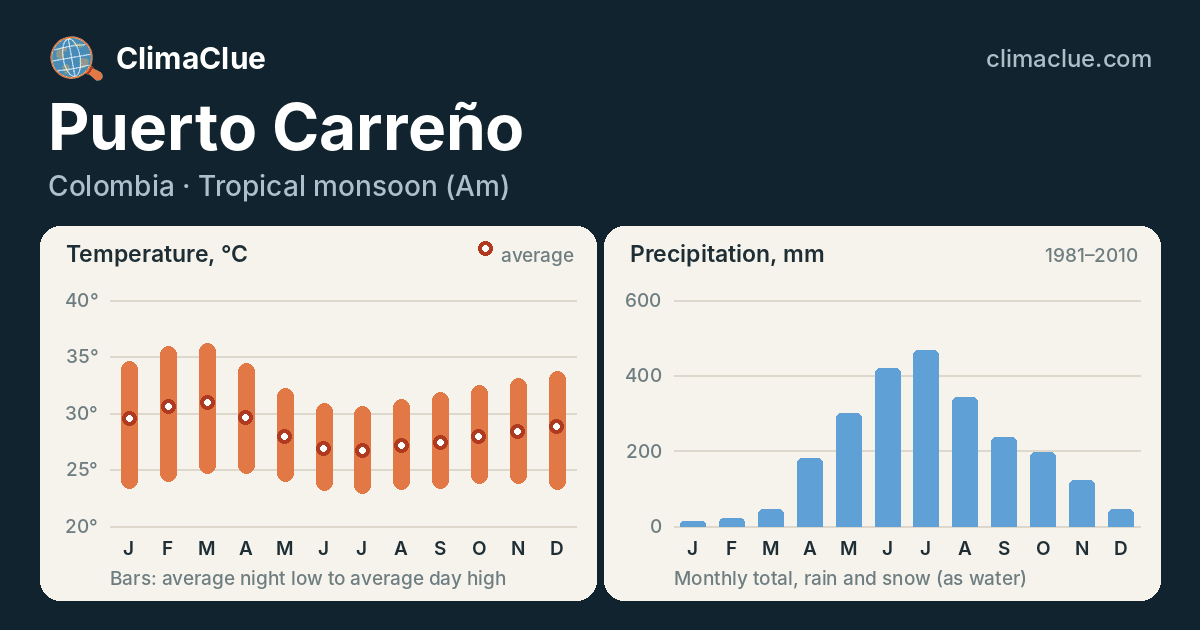 ClimaClue
climaclue.com
Puerto Carreño
Colombia · Tropical monsoon (Am)
Temperature, °C
average
40°
35°
30°
25°
20°
J F M A M J J A S O N D
Bars: average night low to average day high
Precipitation, mm
1981–2010
600
400
200
0
J F M A M J J A S O N D
Monthly total, rain and snow (as water)